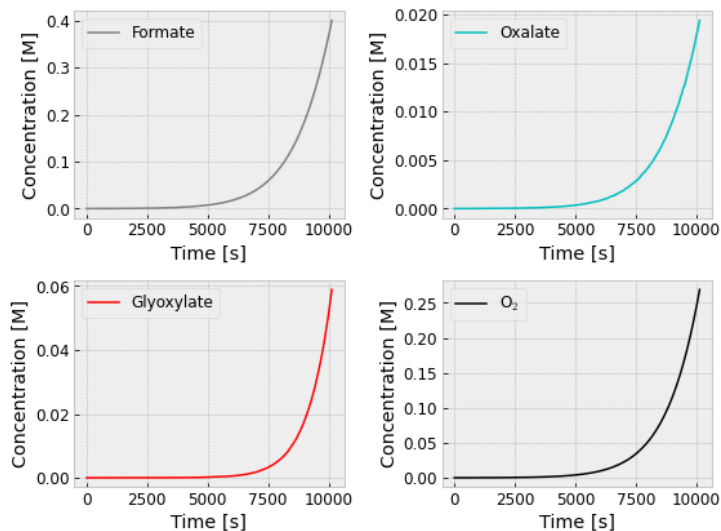 Concentration [M]
0.4
0.3
0.2
0.1
0.0
Formate
0 2500 5000 7500 10000
Time [s]
Concentration [M]
0.020
0.015
0.010
0.005
0.000
Oxalate
0 2500 5000 7500 10000
Time [s]
Concentration [M]
0.06
0.04
0.02
0.00
Glyoxylate
0 2500 5000 7500 10000
Time [s]
Concentration [M]
0.25
0.20
0.15
0.10
0.05
0.00
O₂
0 2500 5000 7500 10000
Time [s]